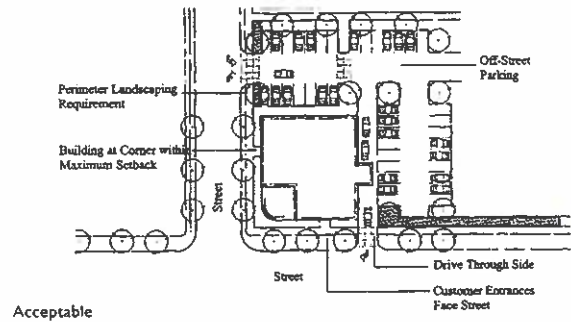 Off-Street
Parking
Perimeter Landscaping
Requirement
Building at Corner within
Maximum Setback
Street
Street
Drive Through Side
Customer Entrances
Face Street
Acceptable